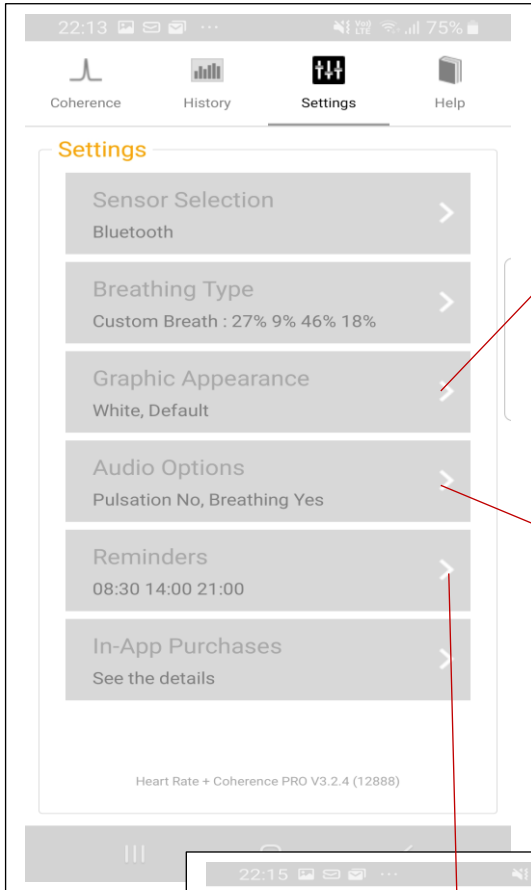 22:13 ... Vo) LTE 75%
Coherence History Settings Help
Settings
Sensor Selection
Bluetooth
Breathing Type
Custom Breath : 27% 9% 46% 18%
Graphic Appearance
White, Default
Audio Options
Pulsation No, Breathing Yes
Reminders
08:30 14:00 21:00
In-App Purchases
See the details
Heart Rate + Coherence PRO V3.2.4 (12888)
22:15 ...